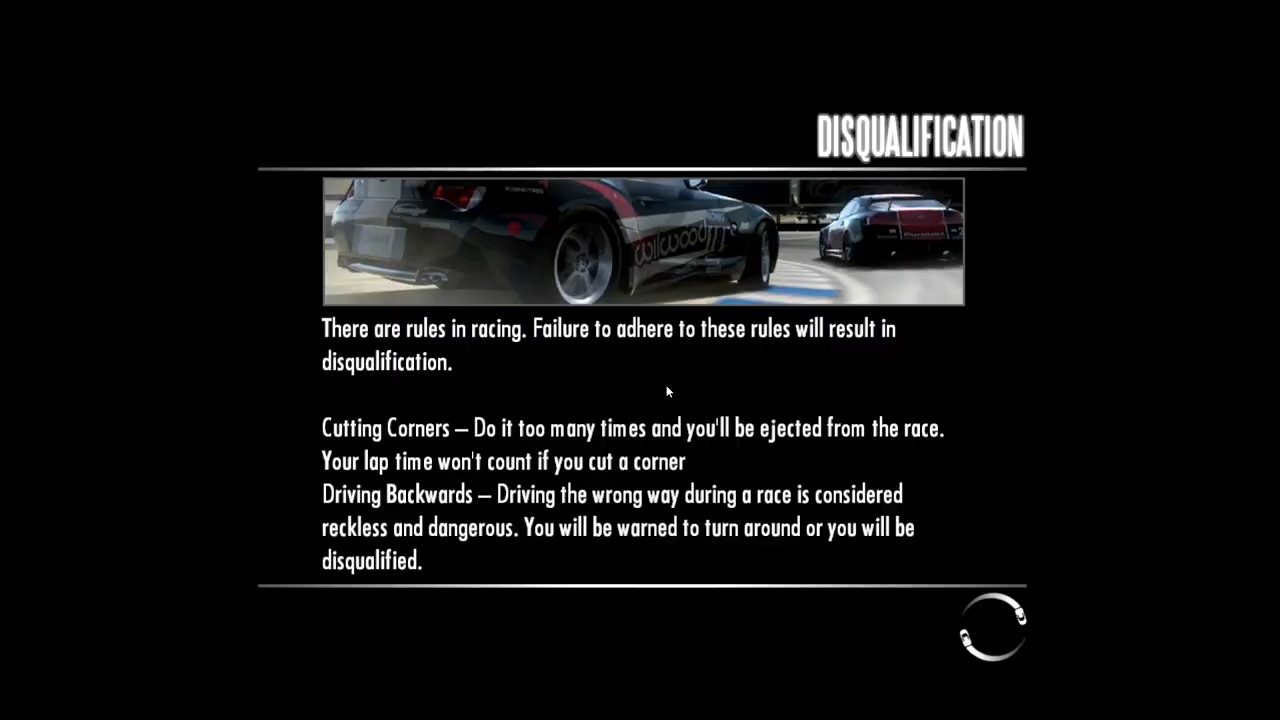 DISQUALIFICATION
wilwood
There are rules in racing. Failure to adhere to these rules will result in
disqualification.
Cutting Corners – Do it too many times and you'll be ejected from the race.
Your lap time won't count if you cut a corner
Driving Backwards – Driving the wrong way during a race is considered
reckless and dangerous. You will be warned to turn around or you will be
disqualified.